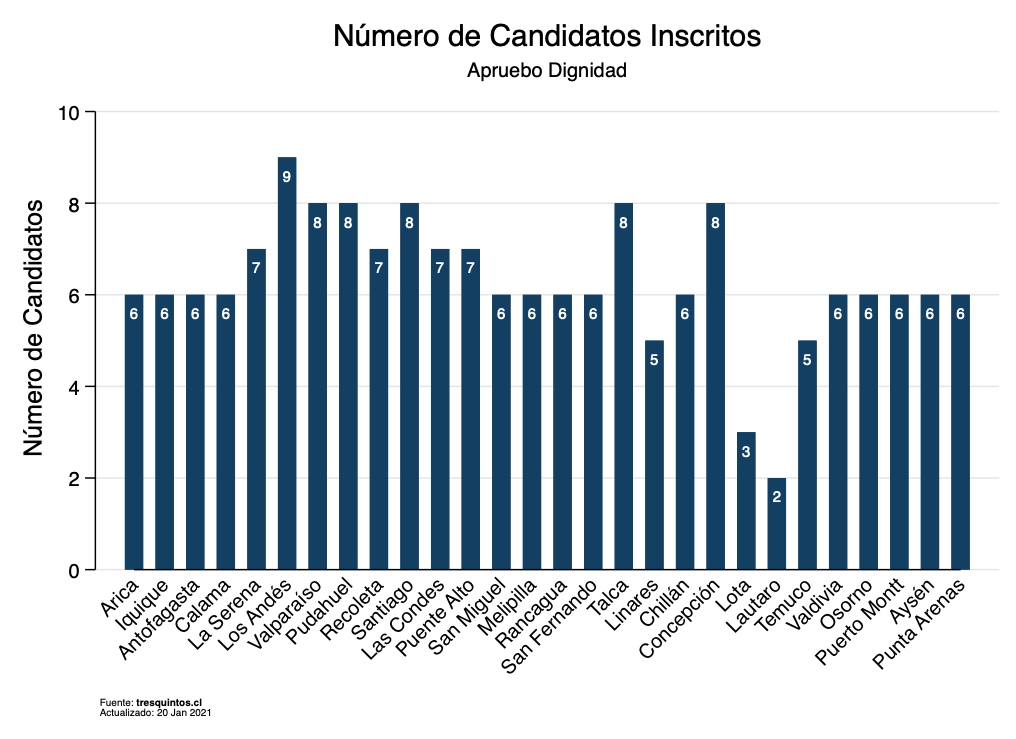 Número de Candidatos Inscritos
Apruebo Dignidad
Número de Candidatos
10
8
6
4
2
0
6
6
6
6
7
9
8
8
7
8
7
7
6
6
6
6
8
5
6
8
3
2
5
6
6
6
6
6
Arica
Iquique
Antofagasta
Calama
La Serena
Los Andés
Valparaíso
Pudahuel
Recoleta
Santiago
Las Condes
Puente Alto
San Miguel
Melipilla
Rancagua
San Fernando
Talca
Linares
Chillán
Concepción
Lota
Lautaro
Temuco
Valdivia
Osorno
Puerto Montt
Aysén
Punta Arenas
Fuente: tresquintos.cl
Actualizado: 20 Jan 2021